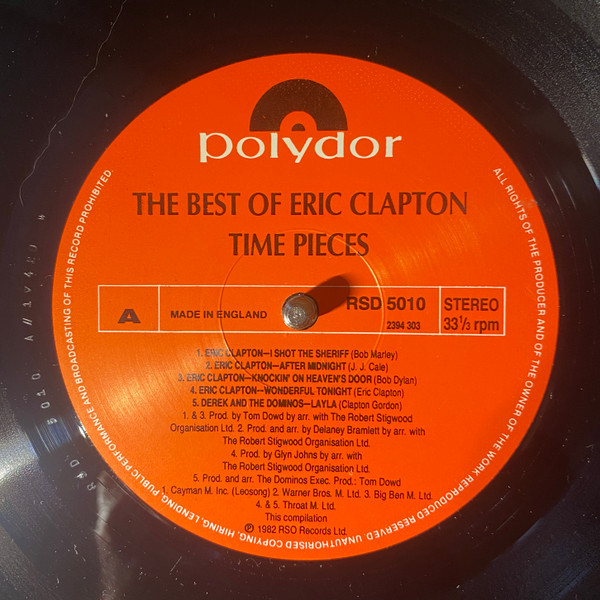 polydor
THE BEST OF ERIC CLAPTON
TIME PIECES
A
MADE IN ENGLAND
RSD 5010
2394 303
STEREO
33⅓ rpm
1. ERIC CLAPTON—I SHOT THE SHERIFF (Bob Marley)
2. ERIC CLAPTON—AFTER MIDNIGHT (J. J. Cale)
3. ERIC CLAPTON—KNOCKIN' ON HEAVEN'S DOOR (Bob Dylan)
4. ERIC CLAPTON—WONDERFUL TONIGHT (Eric Clapton)
5. DEREK AND THE DOMINOS—LAYLA (Clapton Gordon)
1. & 3. Prod. by Tom Dowd by arr. with The Robert Stigwood
Organisation Ltd. 2. Prod. and arr. by Delaney Bramlett by arr. with
The Robert Stigwood Organisation Ltd.
4. Prod. by Glyn Johns by arr. with
The Robert Stigwood Organisation Ltd.
5. Prod. and arr. The Dominos Exec. Prod.: Tom Dowd
1. Cayman M. Inc. (Leosong) 2. Warner Bros. M. Ltd. 3. Big Ben M. Ltd.
4. & 5. Throat M. Ltd.
This compilation
℗ 1982 RSO Records Ltd.
ALL RIGHTS OF THE PRODUCER AND OF THE OWNER OF THE WORK REPRODUCED RESERVED. UNAUTHORISED COPYING, HIRING, LENDING, PUBLIC PERFORMANCE AND BROADCASTING OF THIS RECORD PROHIBITED.
RSD 5010